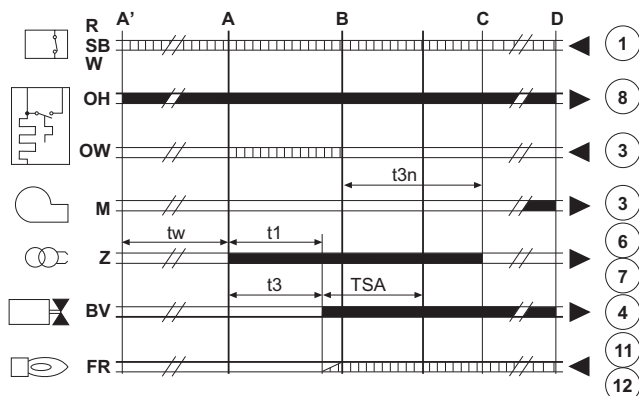 A' A B C D
R
SB 1
W
OH 8
OW 3
t3n
M 3
tw t1 6
Z
7
t3 TSA
BV 4
11
FR
12